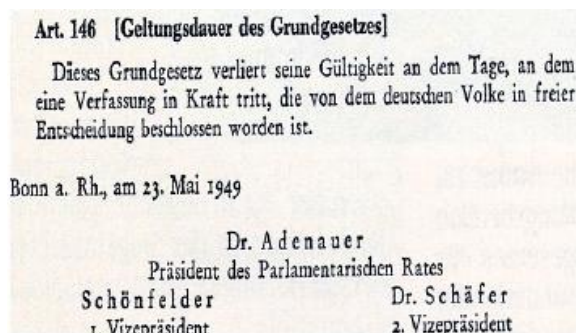 Art. 146 [Geltungsdauer des Grundgesetzes]
Dieses Grundgesetz verliert seine Gültigkeit an dem Tage, an dem
eine Verfassung in Kraft tritt, die von dem deutschen Volke in freier
Entscheidung beschlossen worden ist.
Bonn a. Rh., am 23. Mai 1949
Dr. Adenauer
Präsident des Parlamentarischen Rates
Schönfelder Dr. Schäfer
1. Vizepräsident 2. Vizepräsident